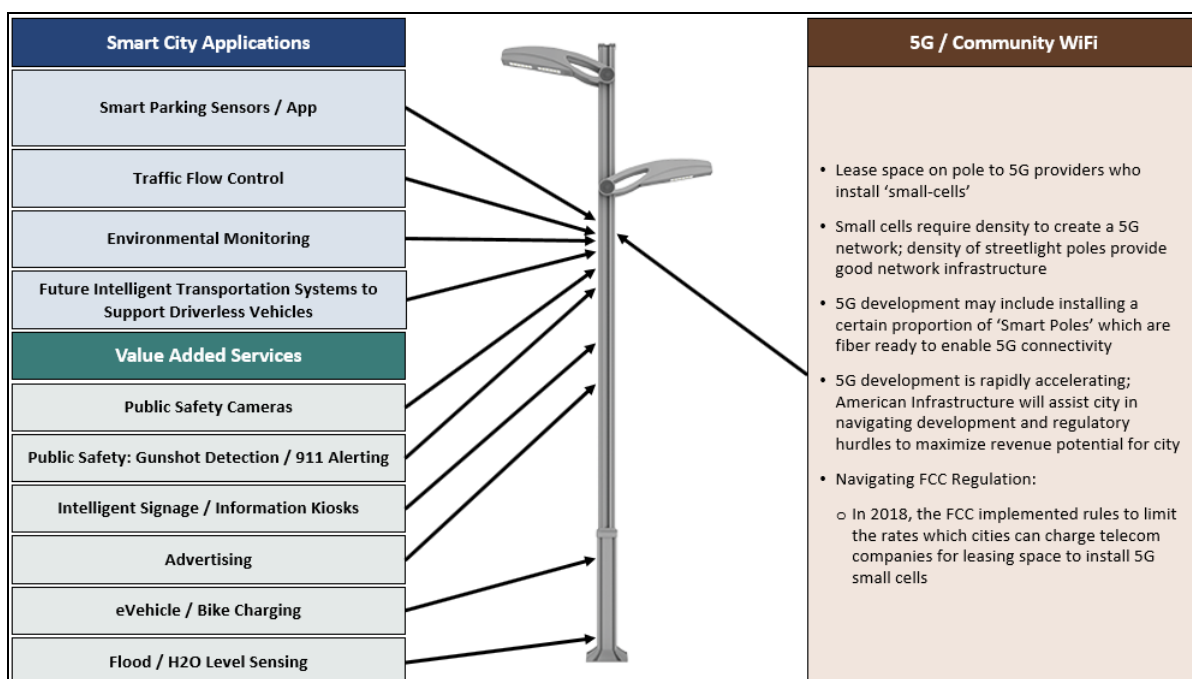 Smart City Applications
Smart Parking Sensors / App
Traffic Flow Control
Environmental Monitoring
Future Intelligent Transportation Systems to
Support Driverless Vehicles
Value Added Services
Public Safety Cameras
Public Safety: Gunshot Detection / 911 Alerting
Intelligent Signage / Information Kiosks
Advertising
eVehicle / Bike Charging
Flood / H2O Level Sensing
5G / Community WiFi
• Lease space on pole to 5G providers who
install ‘small-cells’
• Small cells require density to create a 5G
network; density of streetlight poles provide
good network infrastructure
• 5G development may include installing a
certain proportion of ‘Smart Poles’ which are
fiber ready to enable 5G connectivity
• 5G development is rapidly accelerating;
American Infrastructure will assist city in
navigating development and regulatory
hurdles to maximize revenue potential for city
• Navigating FCC Regulation:
o In 2018, the FCC implemented rules to limit
the rates which cities can charge telecom
companies for leasing space to install 5G
small cells